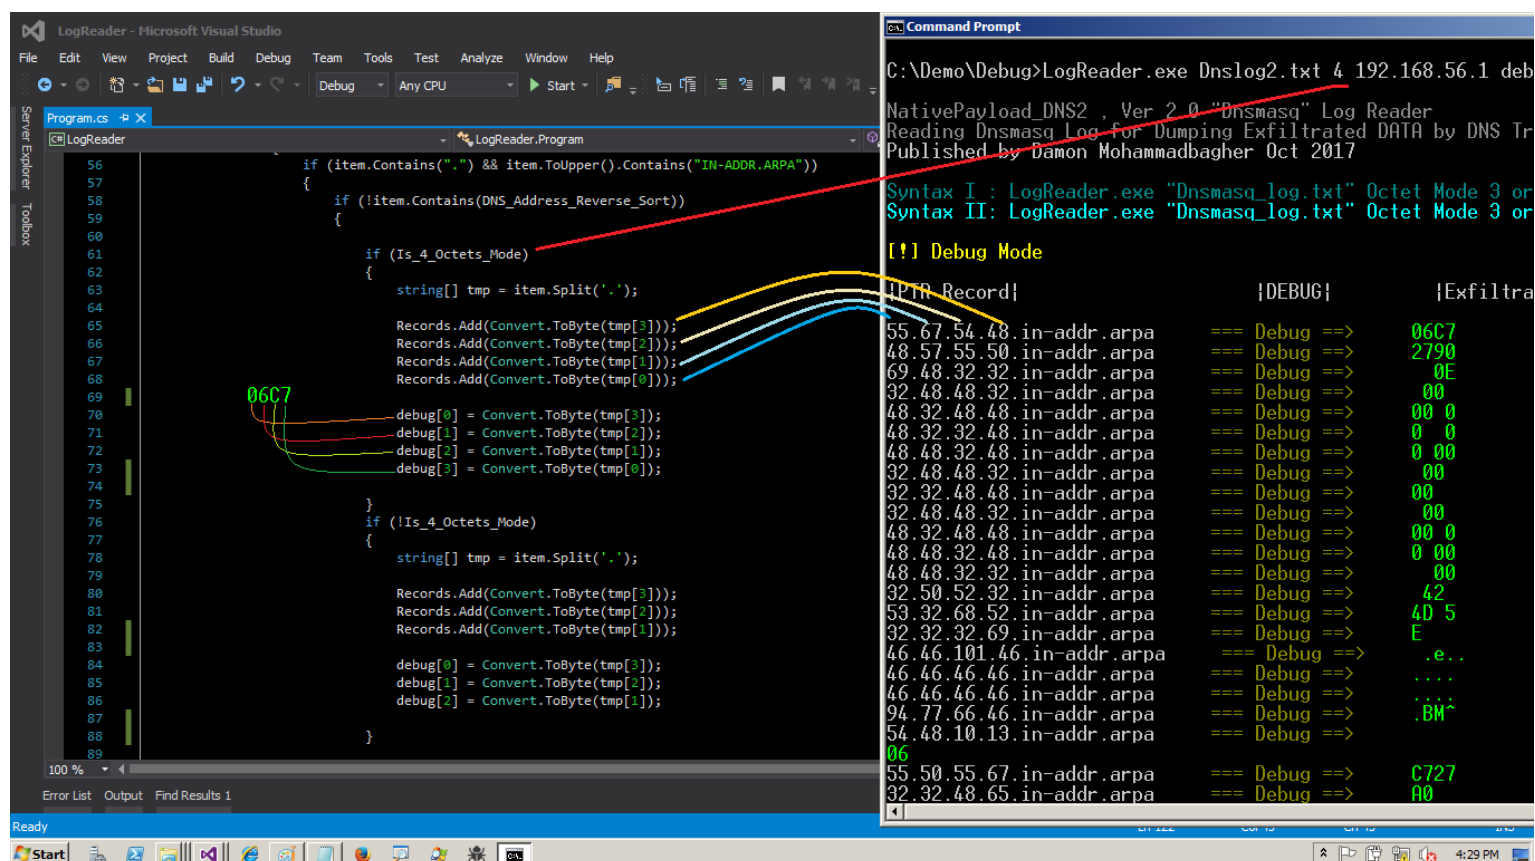 LogReader - Microsoft Visual Studio
File Edit View Project Build Debug Team Tools Test Analyze Window Help
Debug Any CPU Start
Server Explorer
Toolbox
Program.cs
LogReader LogReader.Program
56 if (item.Contains(".") && item.ToUpper().Contains("IN-ADDR.ARPA"))
57 {
58 if (!item.Contains(DNS_Address_Reverse_Sort))
59 {
60
61 if (Is_4_Octets_Mode)
62 {
63 string[] tmp = item.Split('.');
64
65 Records.Add(Convert.ToByte(tmp[3]));
66 Records.Add(Convert.ToByte(tmp[2]));
67 Records.Add(Convert.ToByte(tmp[1]));
68 Records.Add(Convert.ToByte(tmp[0]));
69 06C7
70 debug[0] = Convert.ToByte(tmp[3]);
71 debug[1] = Convert.ToByte(tmp[2]);
72 debug[2] = Convert.ToByte(tmp[1]);
73 debug[3] = Convert.ToByte(tmp[0]);
74
75 }
76 if (!Is_4_Octets_Mode)
77 {
78 string[] tmp = item.Split('.');
79
80 Records.Add(Convert.ToByte(tmp[3]));
81 Records.Add(Convert.ToByte(tmp[2]));
82 Records.Add(Convert.ToByte(tmp[1]));
83
84 debug[0] = Convert.ToByte(tmp[3]);
85 debug[1] = Convert.ToByte(tmp[2]);
86 debug[2] = Convert.ToByte(tmp[1]);
87
88 }
89
100 %
Error List Output Find Results 1
Ready
Command Prompt
C:\Demo\Debug>LogReader.exe Dnslog2.txt 4 192.168.56.1 deb
NativePayload_DNS2 , Ver 2.0 "Dnsmasq" Log Reader
Reading Dnsmasq Log for Dumping Exfiltrated DATA by DNS Tr
Published by Damon Mohammadbagher Oct 2017
Syntax I : LogReader.exe "Dnsmasq_log.txt" Octet Mode 3 or
Syntax II: LogReader.exe "Dnsmasq_log.txt" Octet Mode 3 or
[!] Debug Mode
|PTR Record| |DEBUG| |Exfiltra
55.67.54.48.in-addr.arpa === Debug ==> 06C7
48.57.55.50.in-addr.arpa === Debug ==> 2790
69.48.32.32.in-addr.arpa === Debug ==> 0E
32.48.48.32.in-addr.arpa === Debug ==> 00
48.32.48.48.in-addr.arpa === Debug ==> 00 0
48.32.32.48.in-addr.arpa === Debug ==> 0 0
48.48.32.48.in-addr.arpa === Debug ==> 0 00
32.48.48.32.in-addr.arpa === Debug ==> 00
32.32.48.48.in-addr.arpa === Debug ==> 00
32.48.48.32.in-addr.arpa === Debug ==> 00
48.32.48.48.in-addr.arpa === Debug ==> 00 0
48.48.32.48.in-addr.arpa === Debug ==> 0 00
48.48.32.32.in-addr.arpa === Debug ==> 00
32.50.52.32.in-addr.arpa === Debug ==> 42
53.32.68.52.in-addr.arpa === Debug ==> 4D 5
32.32.32.69.in-addr.arpa === Debug ==> E
46.46.101.46.in-addr.arpa === Debug ==> .e..
46.46.46.46.in-addr.arpa === Debug ==> ....
46.46.46.46.in-addr.arpa === Debug ==> ....
94.77.66.46.in-addr.arpa === Debug ==> .BM^
54.48.10.13.in-addr.arpa === Debug ==>
06
55.50.55.67.in-addr.arpa === Debug ==> C727
32.32.48.65.in-addr.arpa === Debug ==> A0
Start 4:29 PM